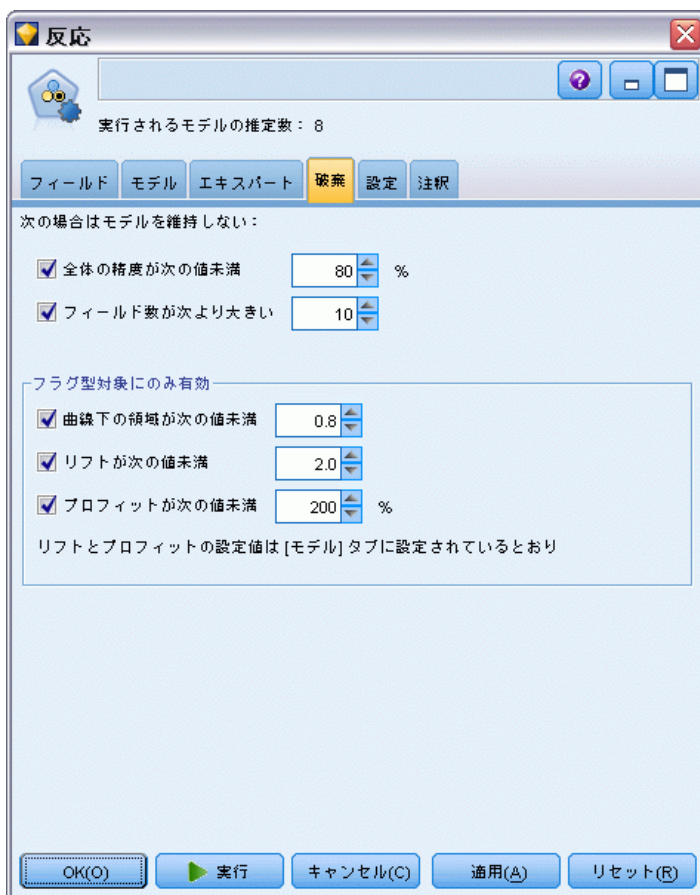 反応
実行されるモデルの推定数： 8
フィールド モデル エキスパート 破棄 設定 注釈
次の場合はモデルを維持しない：
全体の精度が次の値未満 80 %
フィールド数が次より大きい 10
フラグ型対象にのみ有効
曲線下の領域が次の値未満 0.8
リフトが次の値未満 2.0
プロフィットが次の値未満 200 %
リフトとプロフィットの設定値は [モデル] タブに設定されているとおり
OK(O) 実行 キャンセル(C) 適用(A) リセット(R)